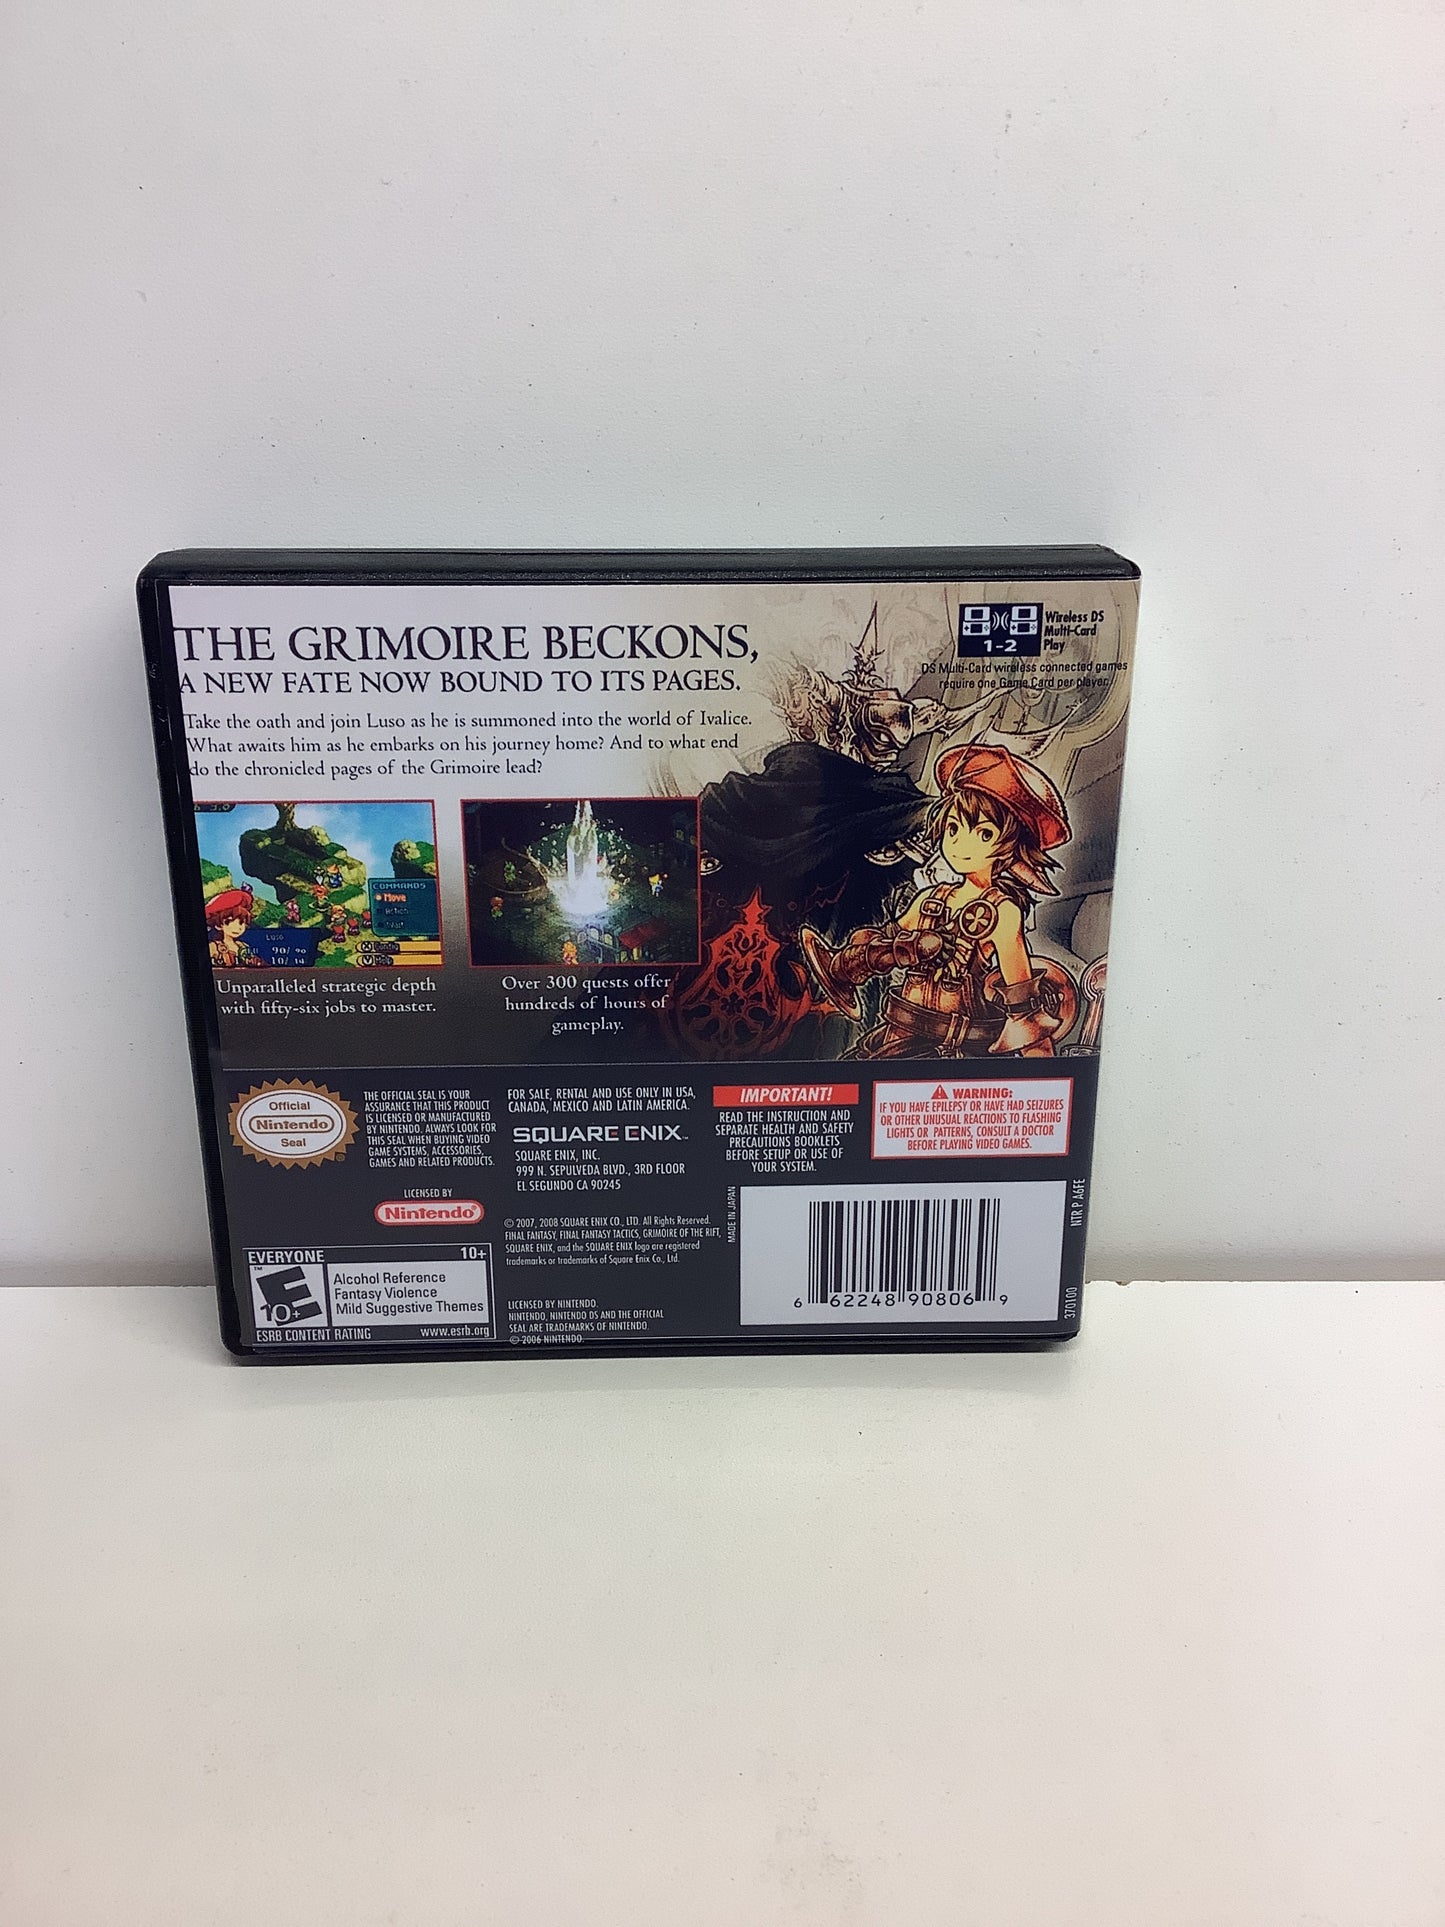 THE GRIMOIRE BECKONS,
A NEW FATE NOW BOUND TO ITS PAGES.
Take the oath and join Luso as he is summoned into the world of Ivalice.
What awaits him as he embarks on his journey home? And to what end
do the chronicled pages of the Grimoire lead?
1-2
Wireless DS
Multi-Card
Play
DS Multi-Card wireless connected games
require one Game Card per player.
COMMANDS
Move
Action
Wait
Luso
90/ 90
10/ 14
Config
Help
Unparalleled strategic depth
with fifty-six jobs to master.
Over 300 quests offer
hundreds of hours of
gameplay.
Official
Nintendo
Seal
THE OFFICIAL SEAL IS YOUR
ASSURANCE THAT THIS PRODUCT
IS LICENSED OR MANUFACTURED
BY NINTENDO. ALWAYS LOOK FOR
THIS SEAL WHEN BUYING VIDEO
GAME SYSTEMS, ACCESSORIES,
GAMES AND RELATED PRODUCTS.
LICENSED BY
Nintendo®
EVERYONE 10+
E
10+
Alcohol Reference
Fantasy Violence
Mild Suggestive Themes
ESRB CONTENT RATING www.esrb.org
FOR SALE, RENTAL AND USE ONLY IN USA,
CANADA, MEXICO AND LATIN AMERICA.
SQUARE ENIX™
SQUARE ENIX, INC.
999 N. SEPULVEDA BLVD., 3RD FLOOR
EL SEGUNDO CA 90245
© 2007, 2008 SQUARE ENIX CO., LTD. All Rights Reserved.
FINAL FANTASY, FINAL FANTASY TACTICS, GRIMOIRE OF THE RIFT,
SQUARE ENIX, and the SQUARE ENIX logo are registered
trademarks or trademarks of Square Enix Co., Ltd.
LICENSED BY NINTENDO.
NINTENDO, NINTENDO DS AND THE OFFICIAL
SEAL ARE TRADEMARKS OF NINTENDO.
© 2006 NINTENDO.
IMPORTANT!
READ THE INSTRUCTION AND
SEPARATE HEALTH AND SAFETY
PRECAUTIONS BOOKLETS
BEFORE SETUP OR USE OF
YOUR SYSTEM.
WARNING:
IF YOU HAVE EPILEPSY OR HAVE HAD SEIZURES
OR OTHER UNUSUAL REACTIONS TO FLASHING
LIGHTS OR PATTERNS, CONSULT A DOCTOR
BEFORE PLAYING VIDEO GAMES.
MADE IN JAPAN
6 62248 90806 9
NTR P A6FE
370100